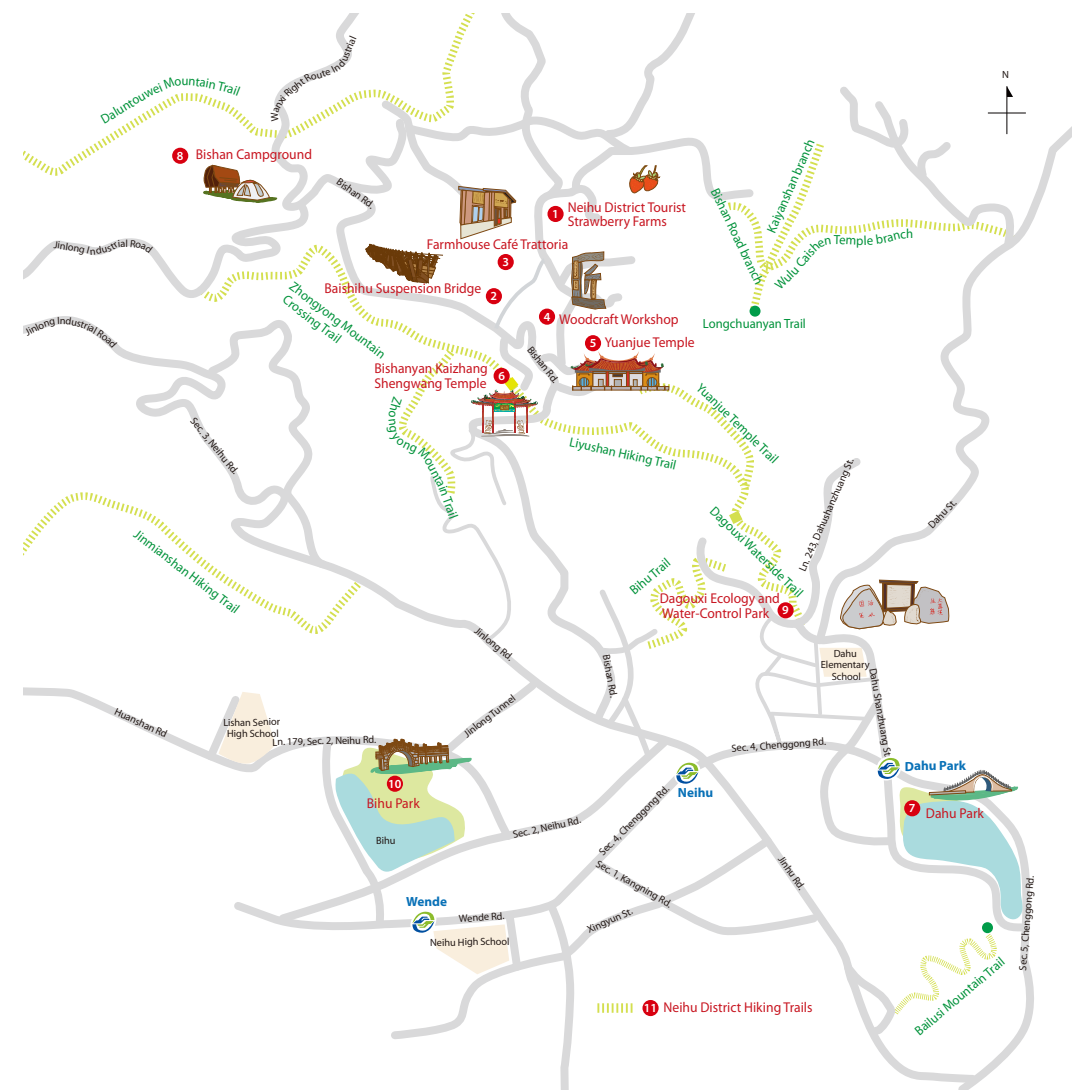 N
Wanxi Right Route Industrial
Daluntouwei Mountain Trail
8 Bishan Campground
Bishan Rd.
Kaiyanshan branch
Bishan Road branch
Wulu Caishen Temple branch
Longchuanyan Trail
1 Neihu District Tourist
Strawberry Farms
Farmhouse Café Trattoria
3
Jinlong Industrial Road
Baishihu Suspension Bridge 2
Zhongyong Mountain
Crossing Trail
4 Woodcraft Workshop
Jinlong Industrial Road
5 Yuanjue Temple
Bishan Rd.
Bishanyan Kaizhang
Shengwang Temple
6
Yuanjue Temple Trail
Zhongyong Mountain Trail
Liyushan Hiking Trail
Sec. 3, Neihu Rd.
Ln. 243, Dahushanzhuang St.
Dahu St.
Dagouxi Waterside Trail
Jinmianshan Hiking Trail
Bihu Trail
Dagouxi Ecology and
Water-Control Park
9
Jinlong Rd.
Bishan Rd.
Dahu
Elementary
School
Dahu Shanzhuang St.
Huanshan Rd
Lishan Senior
High School
Jinlong Tunnel
Ln. 179, Sec. 2, Neihu Rd.
Sec. 4, Chenggong Rd.
Dahu Park
10
Bihu Park
Neihu
7 Dahu Park
Bihu
Sec. 2, Neihu Rd.
Sec. 4, Chenggong Rd.
Sec. 1, Kangning Rd.
Jinhu Rd.
Wende
Wende Rd.
Xingyun St.
Neihu High School
Sec. 5, Chenggong Rd.
Bailusi Mountain Trail
11 Neihu District Hiking Trails